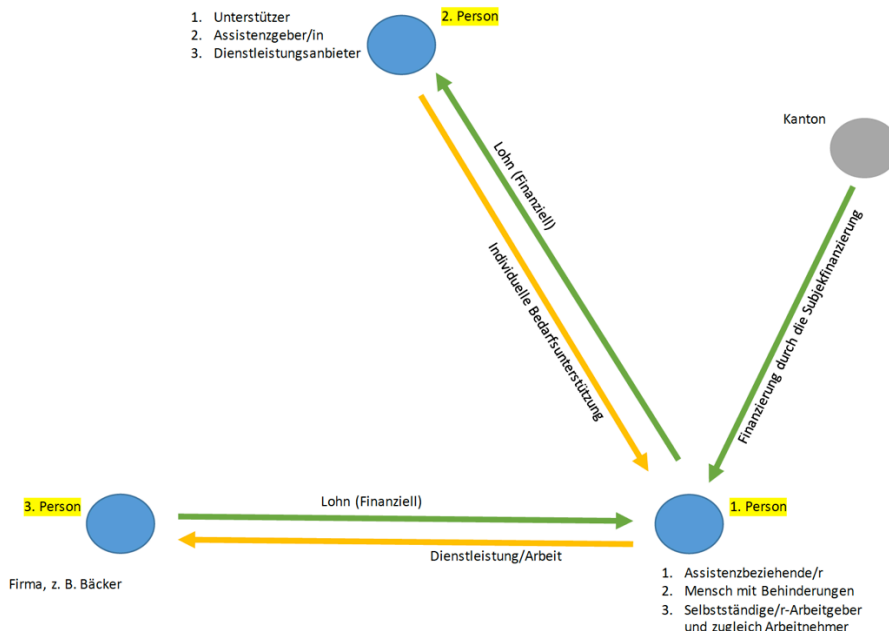 1. Unterstützer
2. Assistenzgeber/in
3. Dienstleistungsanbieter
2. Person
Kanton
Lohn (Finanziell)
Individuelle Bedarfsunterstützung
Finanzierung durch die Subjekfinanzierung
3. Person
Lohn (Finanziell)
Dienstleistung/Arbeit
1. Person
Firma, z. B. Bäcker
1. Assistenzbeziehende/r
2. Mensch mit Behinderungen
3. Selbstständige/r-Arbeitgeber
und zugleich Arbeitnehmer